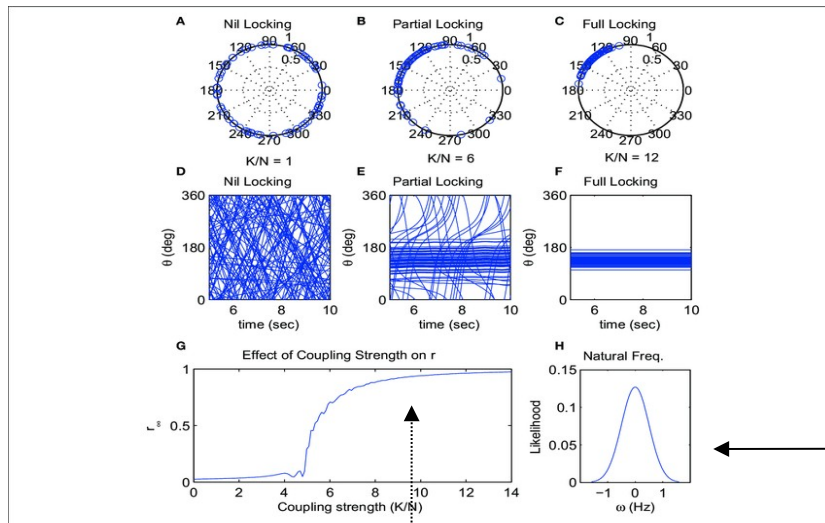 A Nil Locking
B Partial Locking
C Full Locking
90 1
120 60
0.5
150 30
180 0
210 330
240 300
270
K/N = 1
90 1
120 60
0.5
150 30
180 0
210 330
240 300
270
K/N = 6
90 1
120 60
0.5
150 30
180 0
210 330
240 300
270
K/N = 12
D Nil Locking
360
θ (deg)
180
0
6 8 10
time (sec)
E Partial Locking
360
θ (deg)
180
0
6 8 10
time (sec)
F Full Locking
360
θ (deg)
180
0
6 8 10
time (sec)
G Effect of Coupling Strength on r
1
r∞
0.5
0
0 2 4 6 8 10 12 14
Coupling strength (K/N)
H Natural Freq.
0.15
Likelihood
0.1
0.05
0
−1 0 1
ω (Hz)